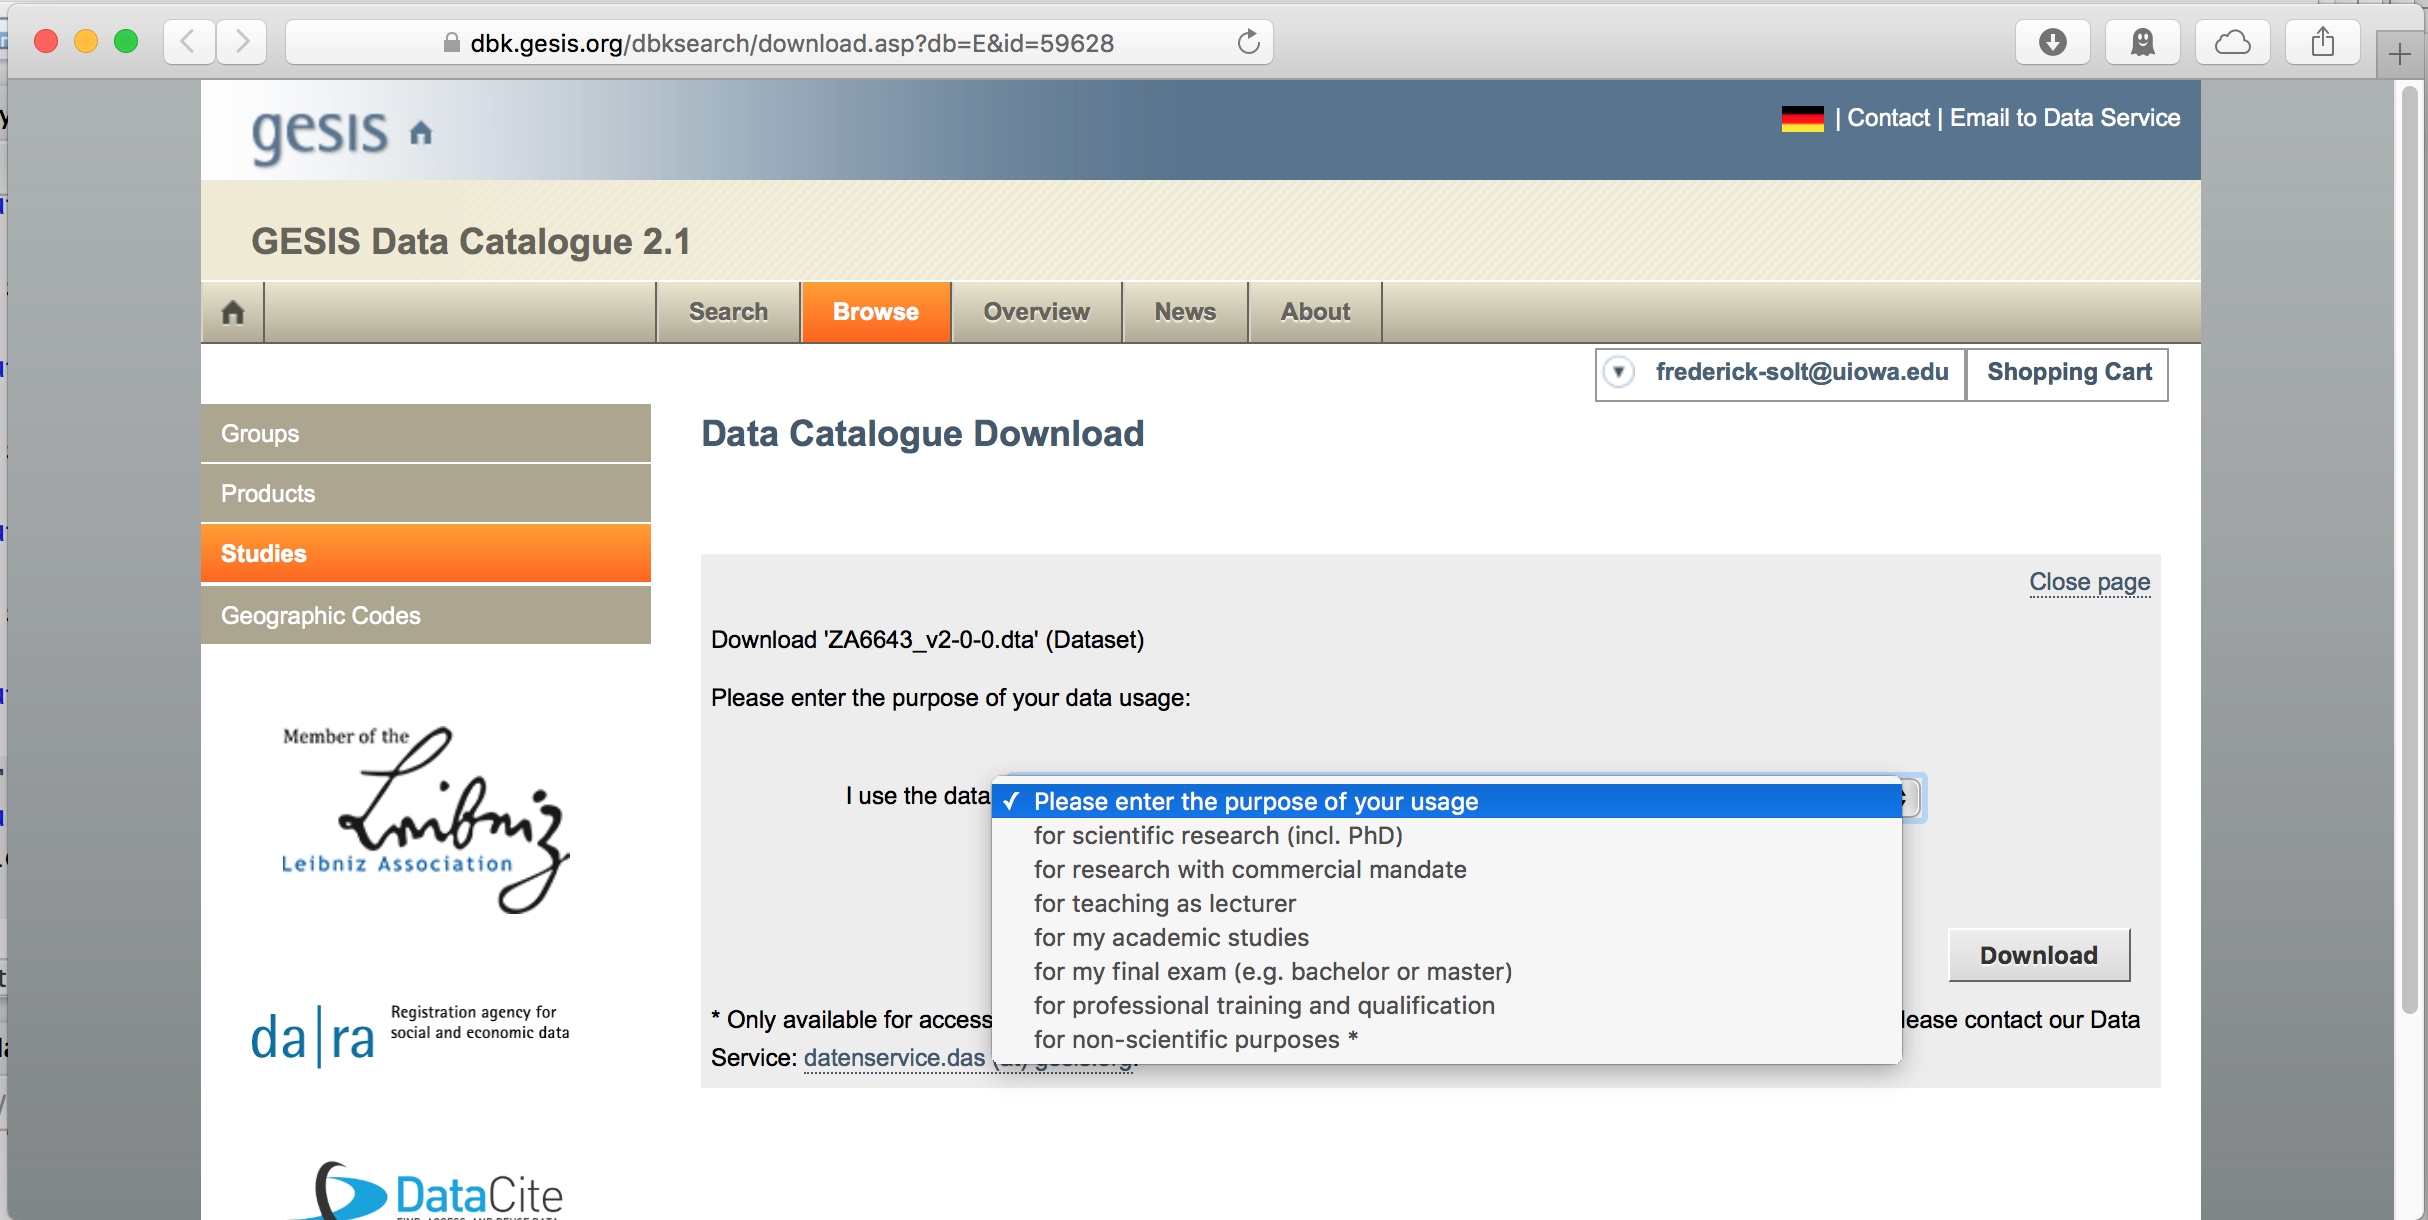 dbk.gesis.org/dbksearch/download.asp?db=E&id=59628
gesis
| Contact | Email to Data Service
GESIS Data Catalogue 2.1
Search
Browse
Overview
News
About
frederick-solt@uiowa.edu
Shopping Cart
Groups
Products
Studies
Geographic Codes
Data Catalogue Download
Close page
Download 'ZA6643_v2-0-0.dta' (Dataset)
Please enter the purpose of your data usage:
I use the data
✓ Please enter the purpose of your usage
for scientific research (incl. PhD)
for research with commercial mandate
for teaching as lecturer
for my academic studies
for my final exam (e.g. bachelor or master)
for professional training and qualification
for non-scientific purposes *
Download
* Only available for access
lease contact our Data
Service: datenservice.das
Member of the
Leibniz
Leibniz Association
da|ra
Registration agency for
social and economic data
DataCite